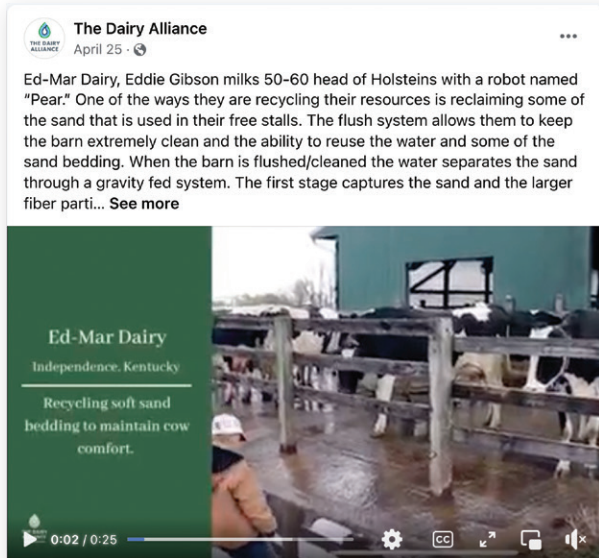 THE DAIRY
ALLIANCE
The Dairy Alliance
April 25
Ed-Mar Dairy, Eddie Gibson milks 50-60 head of Holsteins with a robot named
"Pear." One of the ways they are recycling their resources is reclaiming some of
the sand that is used in their free stalls. The flush system allows them to keep
the barn extremely clean and the ability to reuse the water and some of the
sand bedding. When the barn is flushed/cleaned the water separates the sand
through a gravity fed system. The first stage captures the sand and the larger
fiber parti... See more
Ed-Mar Dairy
Independence, Kentucky
Recycling soft sand
bedding to maintain cow
comfort.
0:02 / 0:25
CC